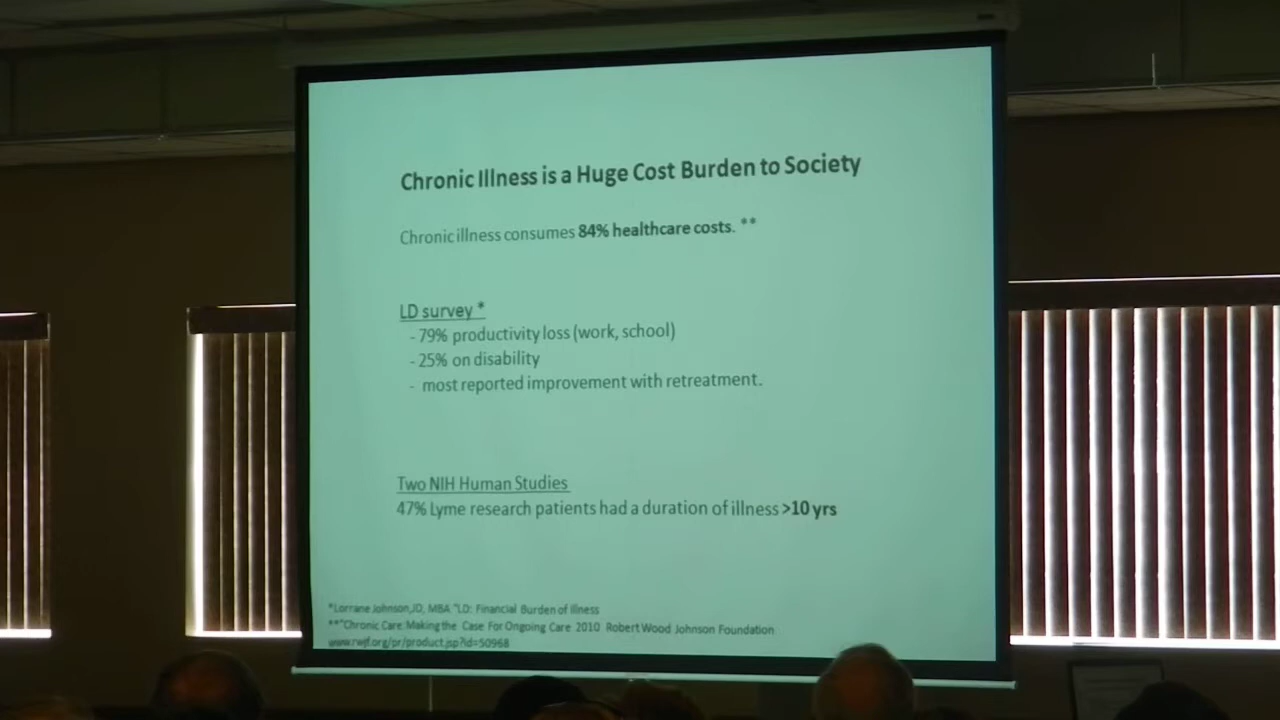 Chronic Illness is a Huge Cost Burden to Society
Chronic illness consumes 84% healthcare costs. **
LD survey *
- 79% productivity loss (work, school)
- 25% on disability
- most reported improvement with retreatment.
Two NIH Human Studies
47% Lyme research patients had a duration of illness >10 yrs
*Lorrane Johnson,JD, MBA "LD: Financial Burden of Illness
**"Chronic Care: Making the Case For Ongoing Care 2010 Robert Wood Johnson Foundation
www.rwjf.org/pr/product.jsp?id=50968